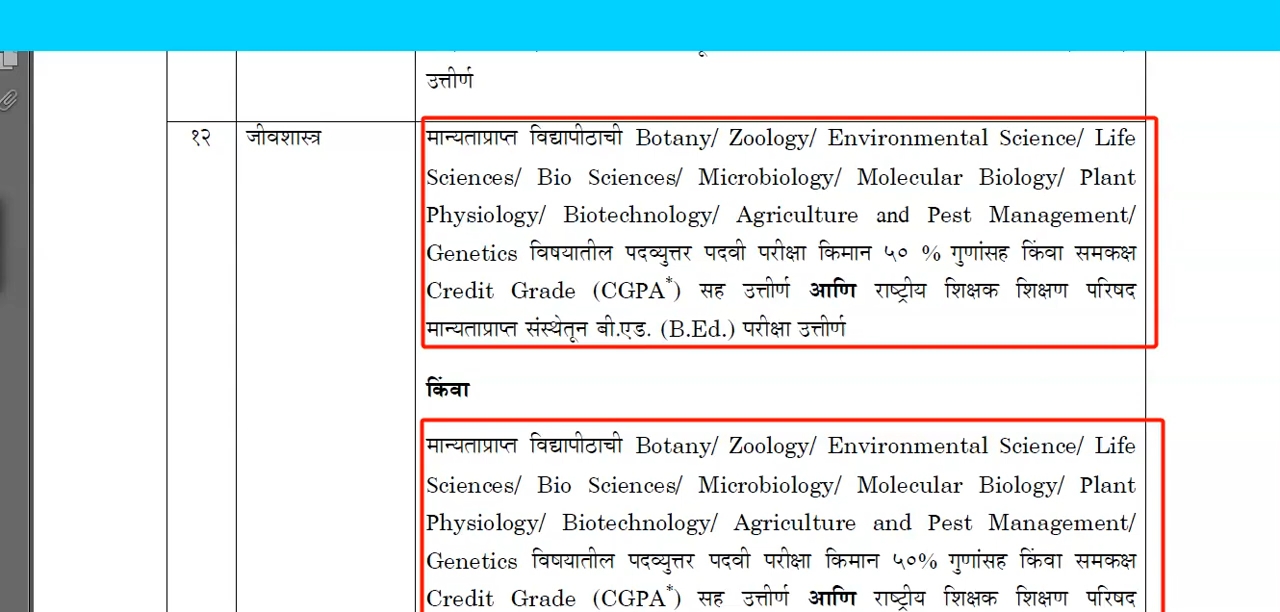 उत्तीर्ण
१२ जीवशास्त्र मान्यताप्राप्त विद्यापीठाची Botany/ Zoology/ Environmental Science/ Life
Sciences/ Bio Sciences/ Microbiology/ Molecular Biology/ Plant
Physiology/ Biotechnology/ Agriculture and Pest Management/
Genetics विषयातील पदव्युत्तर पदवी परीक्षा किमान ५० % गुणांसह किंवा समकक्ष
Credit Grade (CGPA*) सह उत्तीर्ण आणि राष्ट्रीय शिक्षक शिक्षण परिषद
मान्यताप्राप्त संस्थेतून बी.एड. (B.Ed.) परीक्षा उत्तीर्ण
किंवा
मान्यताप्राप्त विद्यापीठाची Botany/ Zoology/ Environmental Science/ Life
Sciences/ Bio Sciences/ Microbiology/ Molecular Biology/ Plant
Physiology/ Biotechnology/ Agriculture and Pest Management/
Genetics विषयातील पदव्युत्तर पदवी परीक्षा किमान ५०% गुणांसह किंवा समकक्ष
Credit Grade (CGPA*) सह उत्तीर्ण आणि राष्ट्रीय शिक्षक शिक्षण परिषद